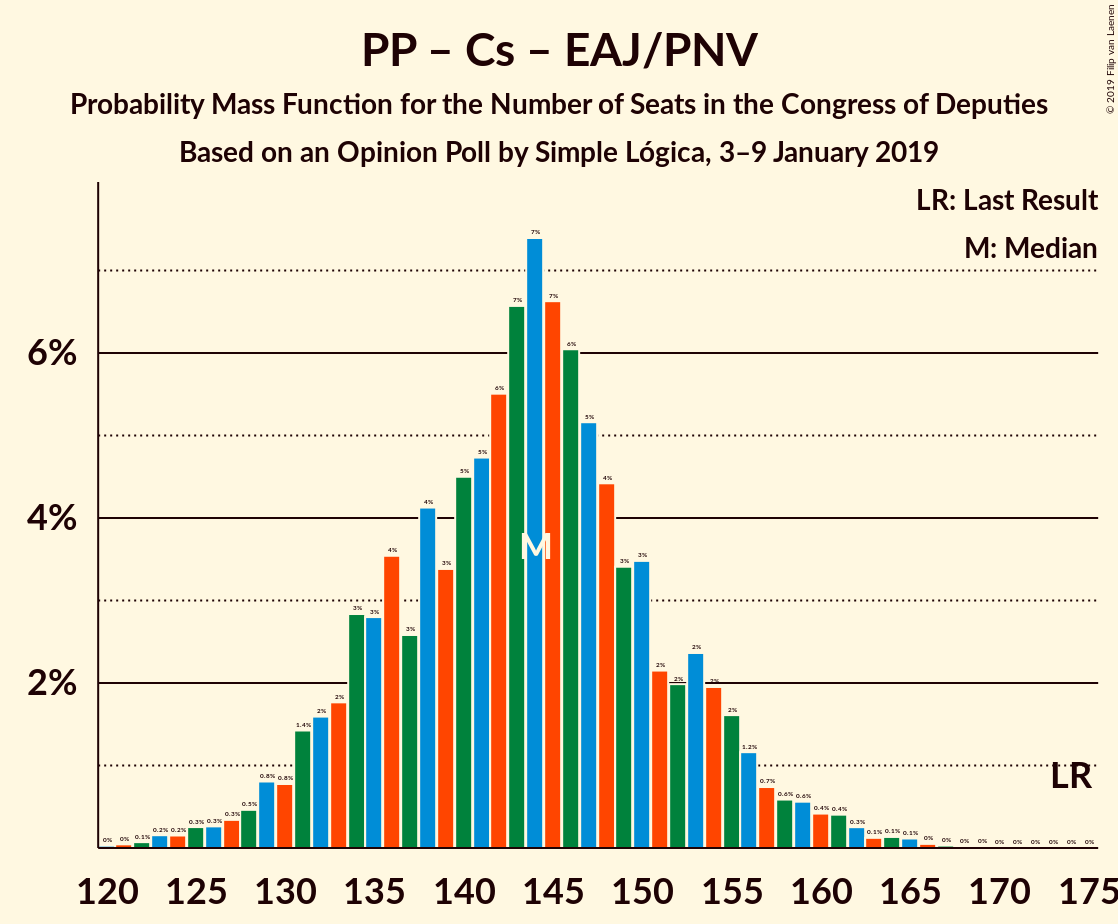 PP – Cs – EAJ/PNV
Probability Mass Function for the Number of Seats in the Congress of Deputies
Based on an Opinion Poll by Simple Lógica, 3–9 January 2019
© 2019 Filip van Laenen
LR: Last Result
M: Median
6%
4%
2%
0% 0% 0.1% 0.2% 0.2% 0.3% 0.3% 0.3% 0.5% 0.8% 0.8% 1.4% 2% 2% 3% 3% 4% 3% 4% 3% 5% 5% 6% 7% 7% 7% 6% 5% 4% 3% 3% 2% 2% 2% 2% 2% 1.2% 0.7% 0.6% 0.6% 0.4% 0.4% 0.3% 0.1% 0.1% 0.1% 0% 0% 0% 0% 0% 0% 0% 0% 0% 0%
M
LR
120 125 130 135 140 145 150 155 160 165 170 175